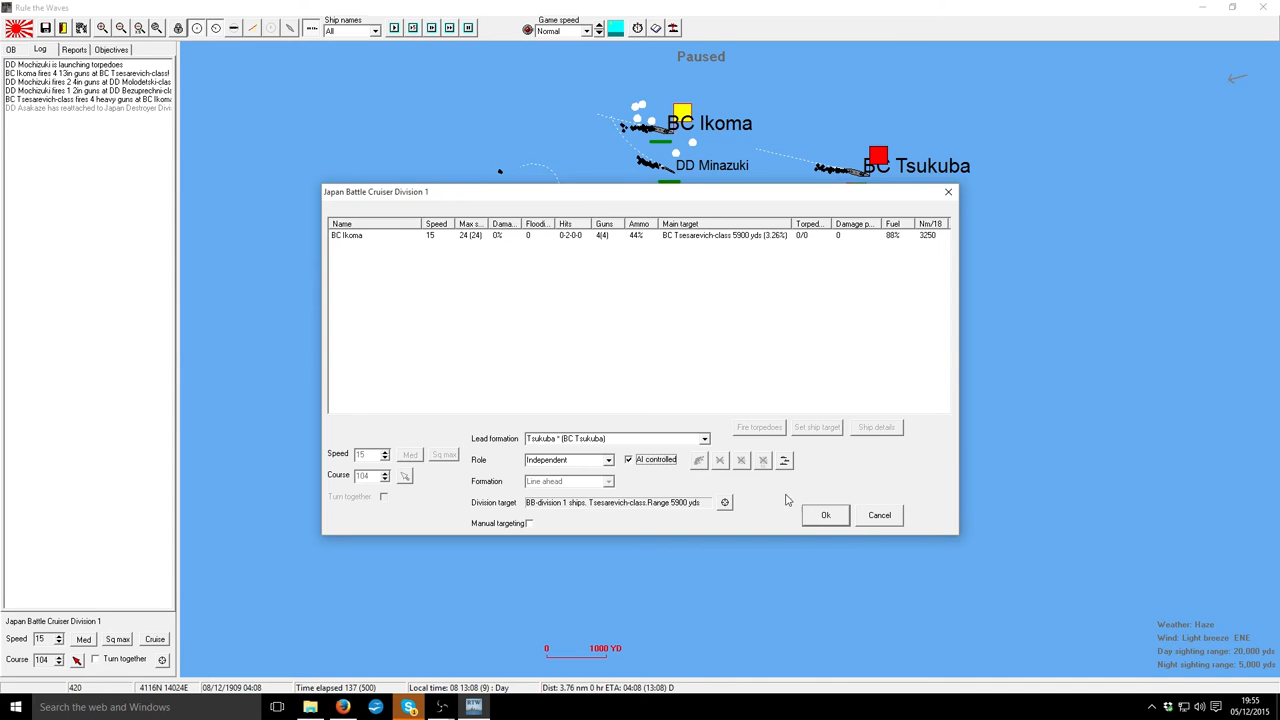 Rule the Waves
Ship names
All
Game speed
Normal
OB Log Reports Objectives
DD Mochizuki is launching torpedoes
BC Ikoma fires 4 13in guns at BC Tsesarevich-class!
DD Mochizuki fires 2 4in guns at DD Molodetski-clas
DD Mochizuki fires 1 2in guns at DD Bezuprechni-cla
BC Tsesarevich-class fires 4 heavy guns at BC Ikoma
DD Asakaze has reattached to Japan Destroyer Divi
Paused
BC Ikoma
DD Minazuki
BC Tsukuba
Japan Battle Cruiser Division 1
Name Speed Max s... Dama... Floodi... Hits Guns Ammo Main target Torped... Damage p... Fuel Nm/18
BC Ikoma 15 24 (24) 0% 0 0-2-0-0 4(4) 44% BC Tsesarevich-class 5900 yds (3.26%) 0/0 0 88% 3250
Fire torpedoes Set ship target Ship details
Lead formation Tsukuba * (BC Tsukuba)
Speed 15 Med Sq max
Role Independent AI controlled
Course 104
Formation Line ahead
Turn together
Division target BB-division 1 ships. Tsesarevich-class.Range 5900 yds
Manual targeting
Ok Cancel
Japan Battle Cruiser Division 1
Speed 15 Med Sq max Cruise
Course 104 Turn together
0 1000 YD
Weather: Haze
Wind: Light breeze ENE
Day sighting range: 20,000 yds
Night sighting range: 5,000 yds
420 4116N 14024E 08/12/1909 04:08 Time elapsed 137 (500) Local time: 08 13:08 (9) : Day Dist: 3.76 nm 0 hr ETA: 04:08 (13:08) D
Search the web and Windows
RTW
19:55
05/12/2015